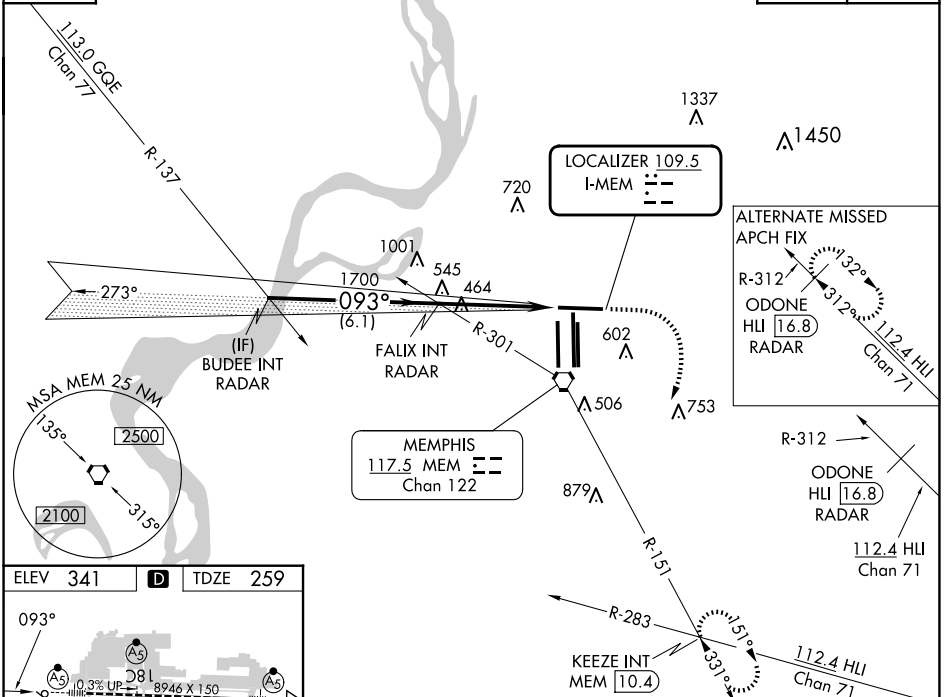 113.0 GQE
Chan 77
R-137
1337
1450
LOCALIZER 109.5
I-MEM
720
ALTERNATE MISSED
APCH FIX
132°
R-312
312°
ODONE
HLI 16.8
RADAR
112.4 HLI
Chan 71
1001
545
464
1700
273°
093°
(6.1)
R-301
(IF)
BUDEE INT
RADAR
FALIX INT
RADAR
602
506
753
MSA MEM 25 NM
135°
2500
2100
315°
MEMPHIS
117.5 MEM
Chan 122
R-312
ODONE
HLI 16.8
RADAR
112.4 HLI
Chan 71
879
R-151
ELEV 341
D
TDZE 259
093°
A5
18C
A5
A5
0.3% UP
8946 X 150
R-283
KEEZE INT
MEM 10.4
151°
331°
112.4 HLI
Chan 71